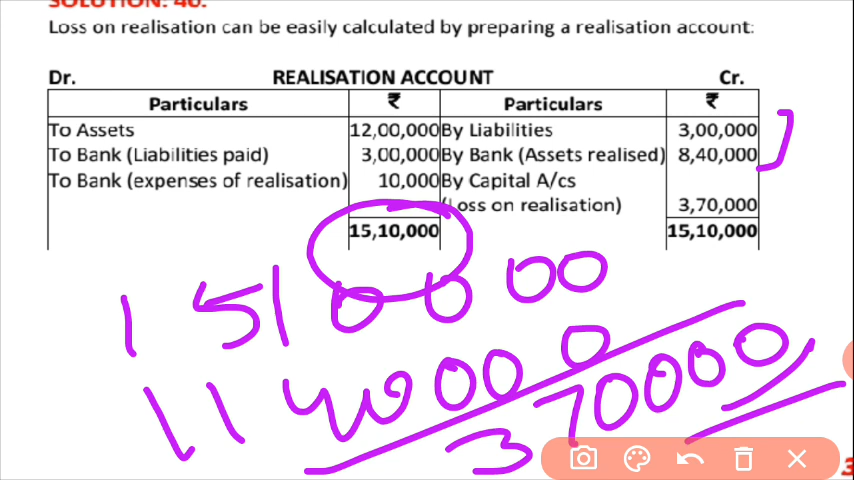 SOLUTION: 40.
Loss on realisation can be easily calculated by preparing a realisation account:
Dr. REALISATION ACCOUNT Cr.
Particulars ₹ Particulars ₹
To Assets 12,00,000 By Liabilities 3,00,000
To Bank (Liabilities paid) 3,00,000 By Bank (Assets realised) 8,40,000
To Bank (expenses of realisation) 10,000 By Capital A/cs
(Loss on realisation) 3,70,000
15,10,000 15,10,000
1510000
1140000
370000
3